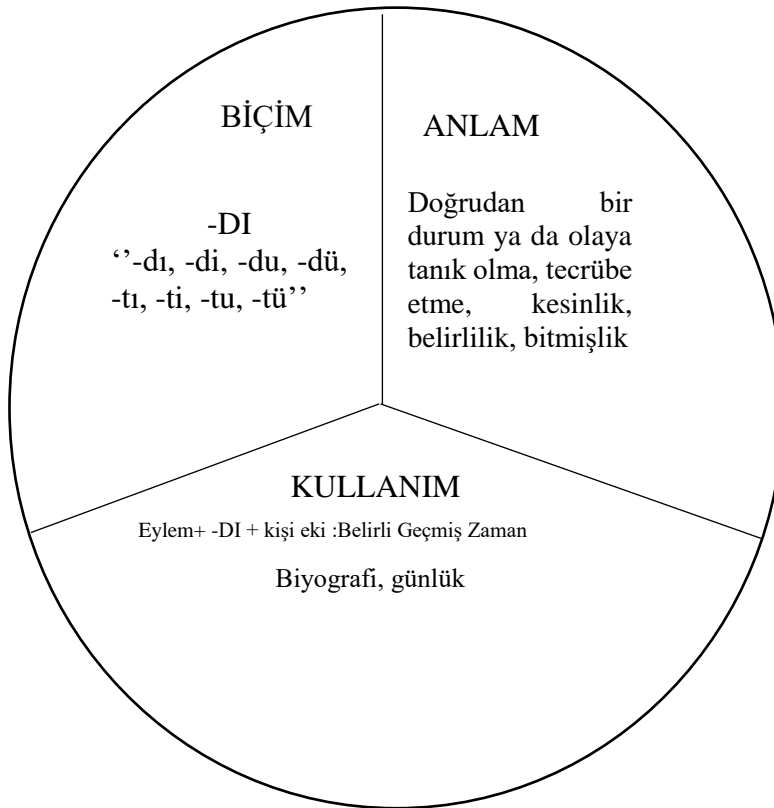 BİÇİM
-DI
‘’-dı, -di, -du, -dü,
-tı, -ti, -tu, -tü’’
ANLAM
Doğrudan bir
durum ya da olaya
tanık olma, tecrübe
etme, kesinlik,
belirlilik, bitmişlik
KULLANIM
Eylem+ -DI + kişi eki :Belirli Geçmiş Zaman
Biyografi, günlük